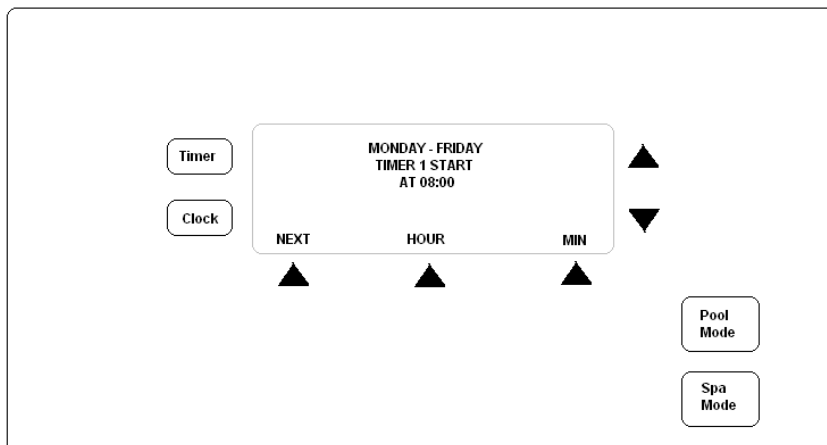 Timer
MONDAY - FRIDAY
TIMER 1 START
AT 08:00
Clock
NEXT HOUR MIN
Pool
Mode
Spa
Mode